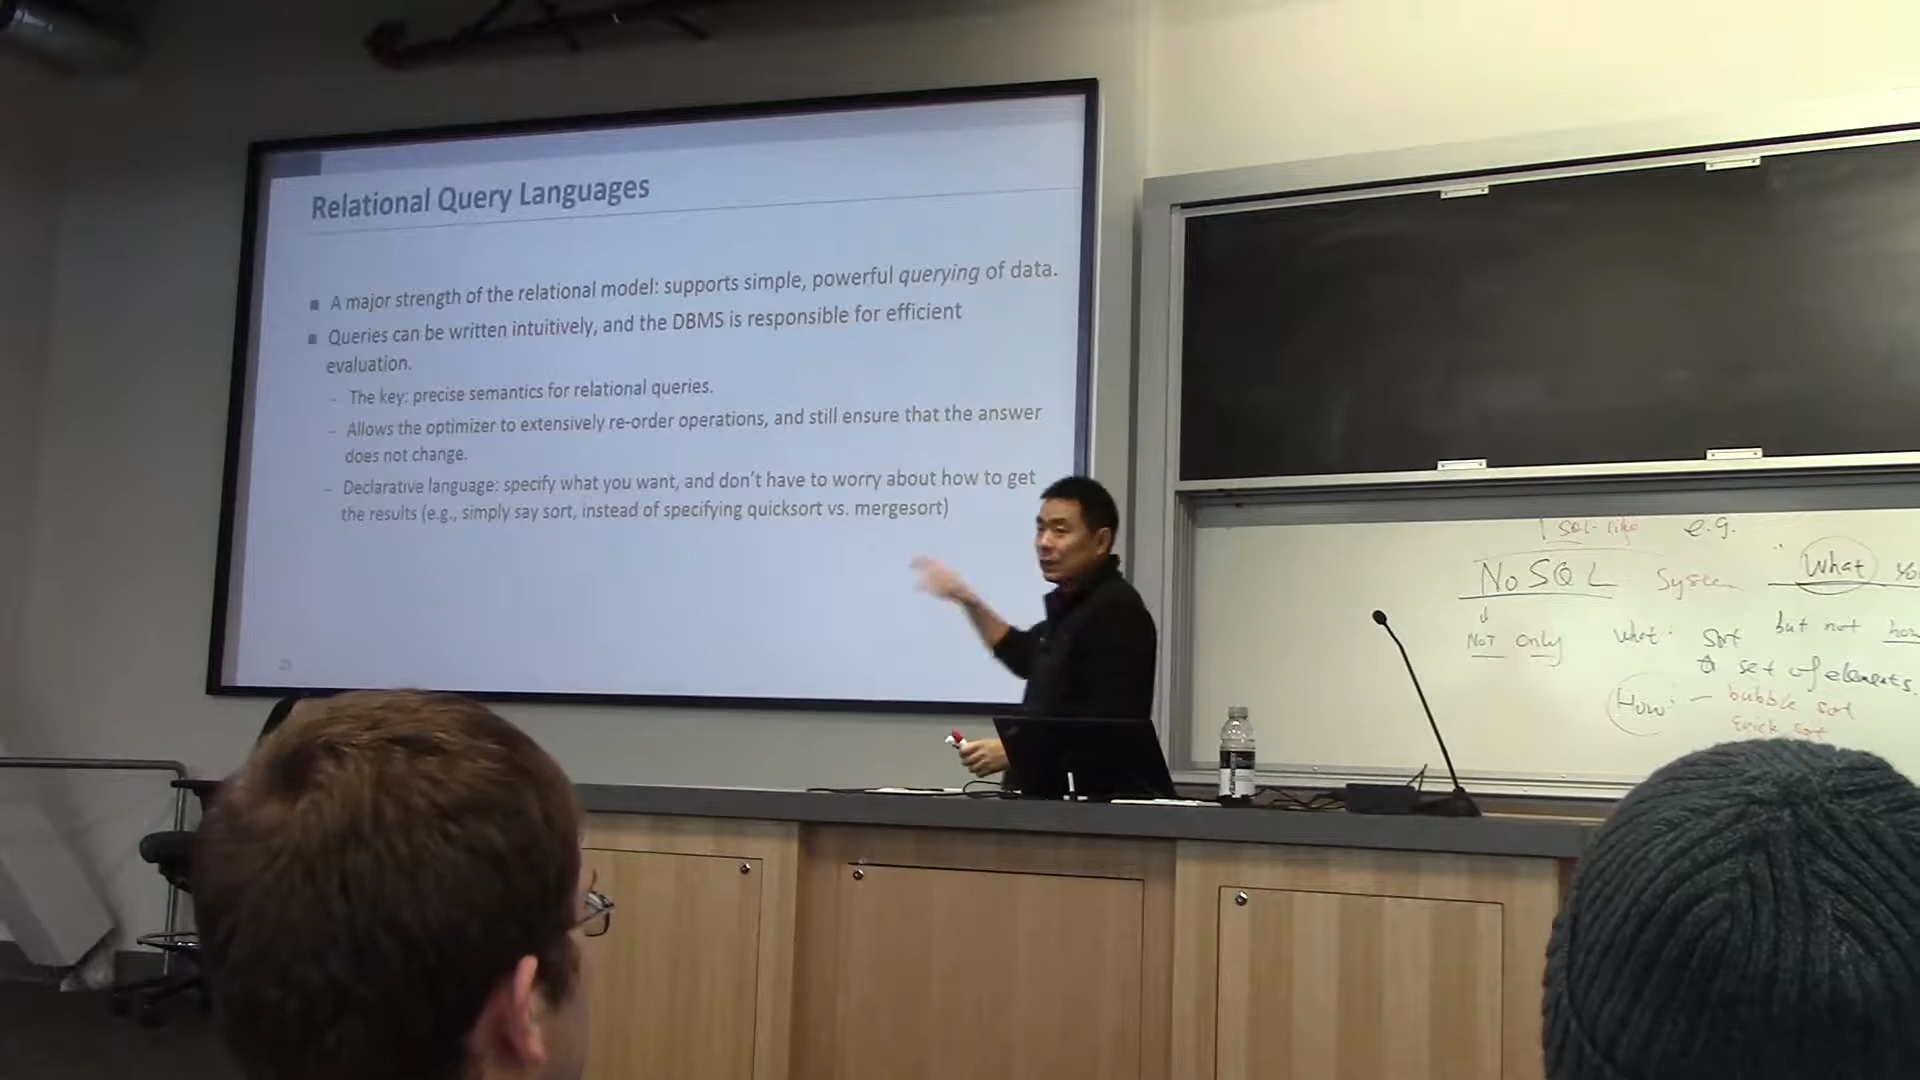 Relational Query Languages
A major strength of the relational model: supports simple, powerful querying of data.
Queries can be written intuitively, and the DBMS is responsible for efficient
evaluation.
- The key: precise semantics for relational queries.
- Allows the optimizer to extensively re-order operations, and still ensure that the answer
does not change.
- Declarative language: specify what you want, and don't have to worry about how to get
the results (e.g., simply say sort, instead of specifying quicksort vs. mergesort)
SQL-like e.g.
NoSQL System What
NOT Only
what: Sort but not how
a set of elements.
How: - bubble sort
quick sort